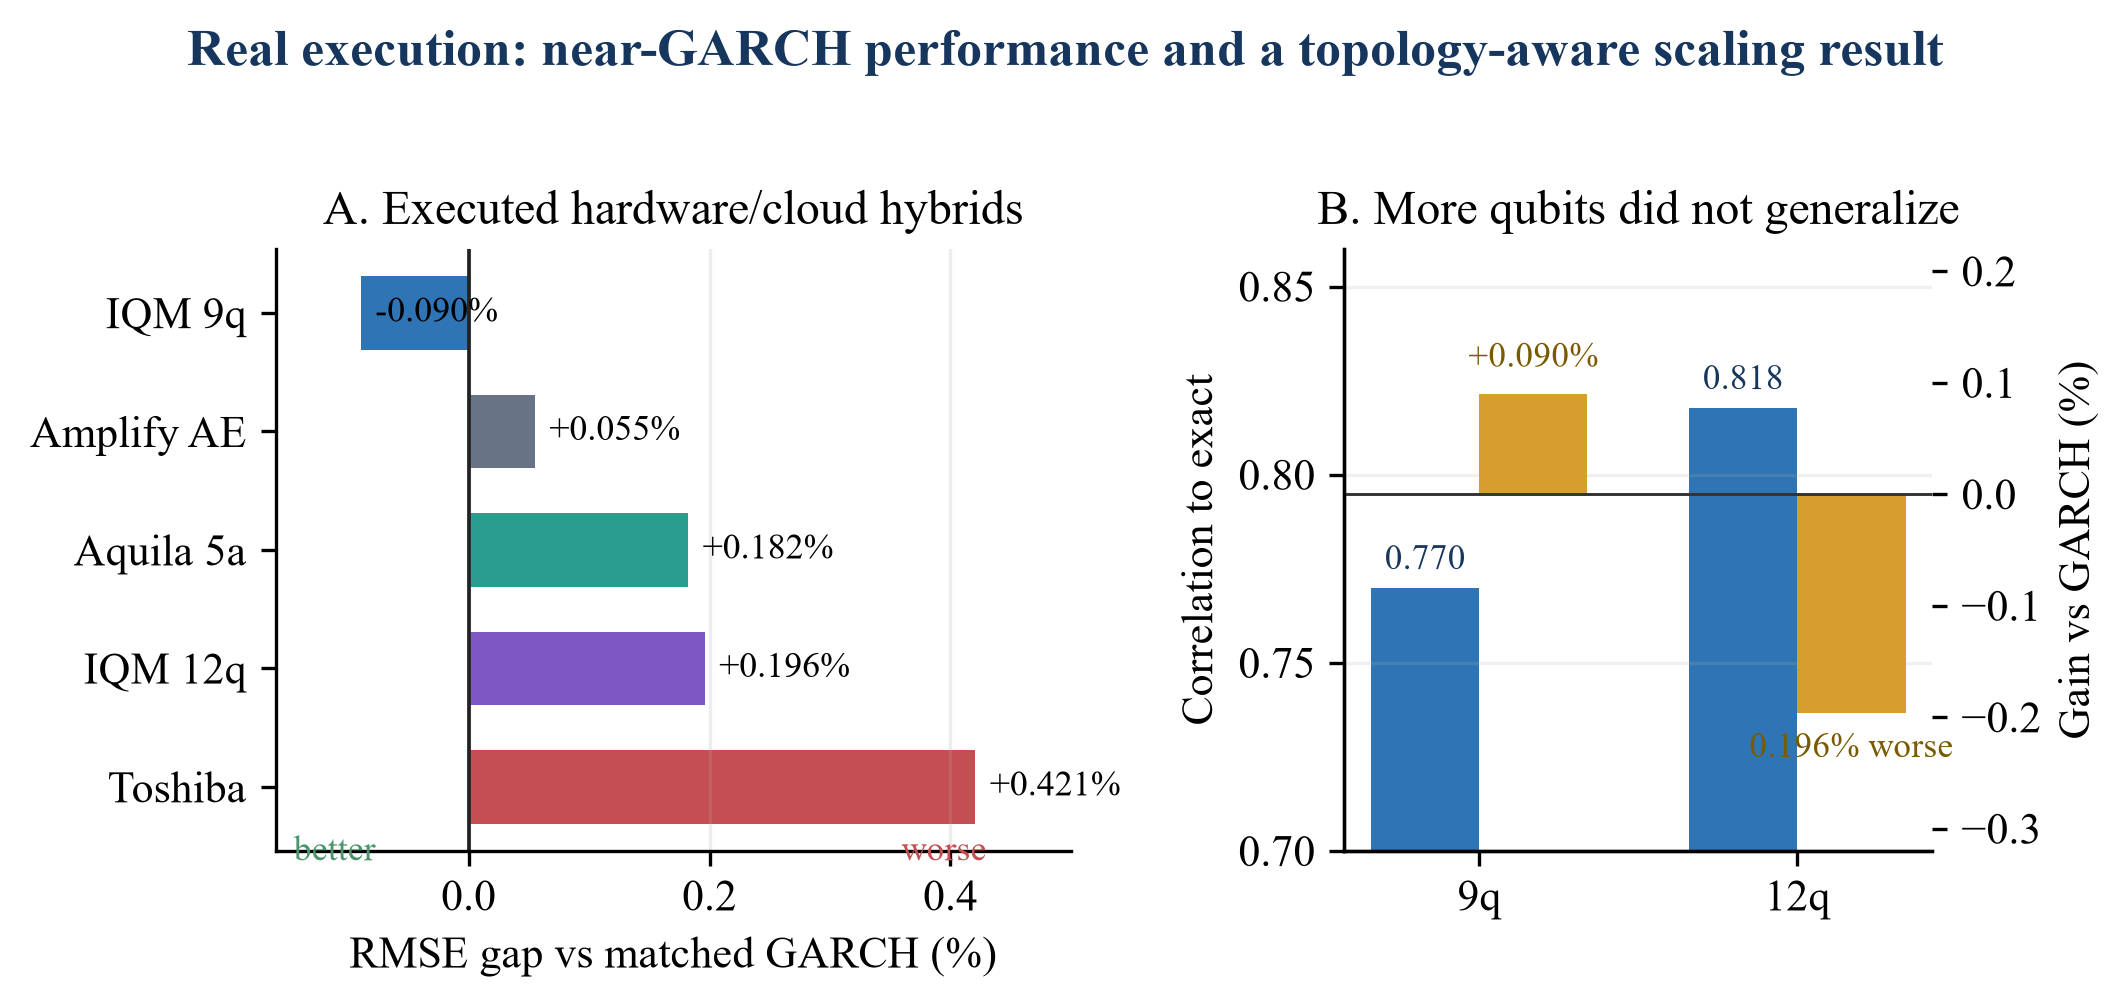 Real execution: near-GARCH performance and a topology-aware scaling result
A. Executed hardware/cloud hybrids
IQM 9q
-0.090%
Amplify AE
+0.055%
Aquila 5a
+0.182%
IQM 12q
+0.196%
Toshiba
+0.421%
better
worse
0.0
0.2
0.4
RMSE gap vs matched GARCH (%)
B. More qubits did not generalize
Correlation to exact
0.85
0.80
0.75
0.70
+0.090%
0.818
0.770
0.196% worse
9q
12q
0.2
0.1
0.0
−0.1
−0.2
−0.3
Gain vs GARCH (%)